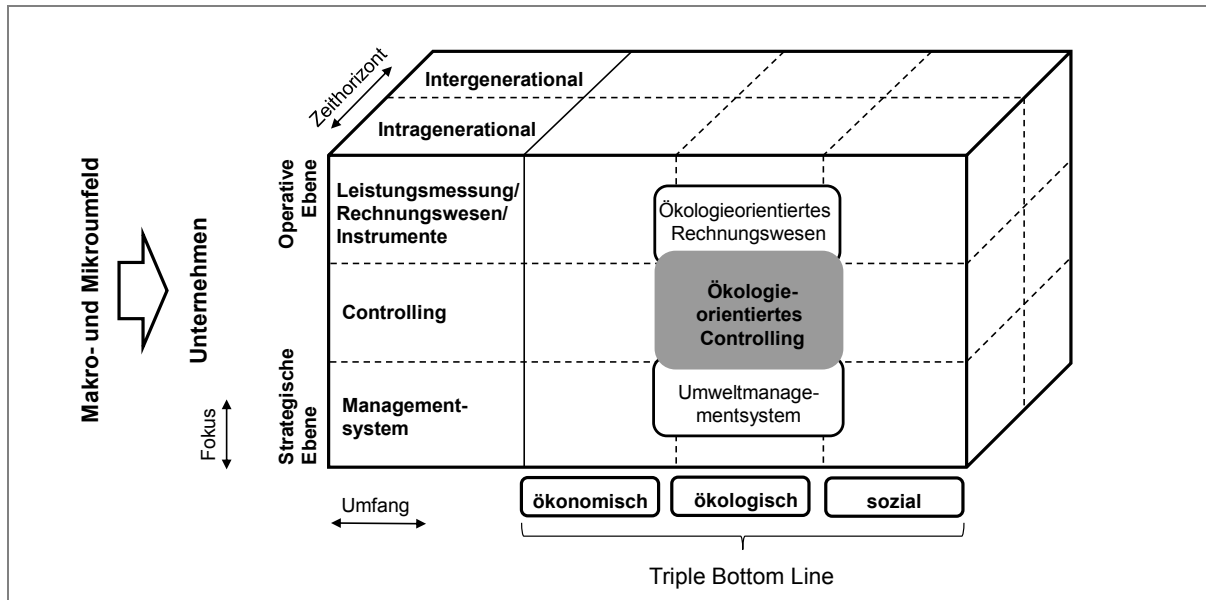 Zeithorizont
Intergenerational
Intragenerational
Makro- und Mikroumfeld
Unternehmen
Fokus
Operative
Ebene
Strategische
Ebene
Leistungsmessung/
Rechnungswesen/
Instrumente
Ökologieorientiertes
Rechnungswesen
Controlling
Ökologie-
orientiertes
Controlling
Management-
system
Umweltmanage-
mentsystem
Umfang
ökonomisch
ökologisch
sozial
Triple Bottom Line